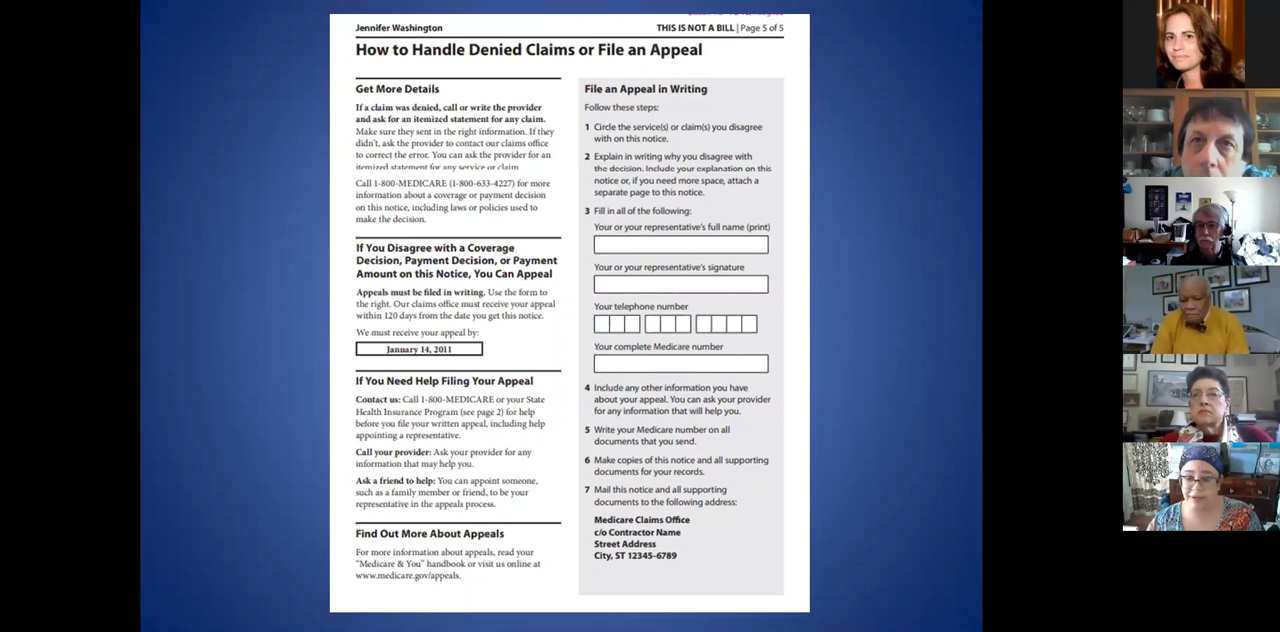 Jennifer Washington
THIS IS NOT A BILL | Page 5 of 5
How to Handle Denied Claims or File an Appeal
Get More Details
If a claim was denied, call or write the provider
and ask for an itemized statement for any claim.
Make sure they sent in the right information. If they
didn't, ask the provider to contact our claims office
to correct the error. You can ask the provider for an
itemized statement for any service or claim
Call 1-800-MEDICARE (1-800-633-4227) for more
information about a coverage or payment decision
on this notice, including laws or policies used to
make the decision.
If You Disagree with a Coverage
Decision, Payment Decision, or Payment
Amount on this Notice, You Can Appeal
Appeals must be filed in writing. Use the form to
the right. Our claims office must receive your appeal
within 120 days from the date you get this notice.
We must receive your appeal by:
January 14, 2011
If You Need Help Filing Your Appeal
Contact us: Call 1-800-MEDICARE or your State
Health Insurance Program (see page 2) for help
before you file your written appeal, including help
appointing a representative.
Call your provider: Ask your provider for any
information that may help you.
Ask a friend to help: You can appoint someone,
such as a family member or friend, to be your
representative in the appeals process.
Find Out More About Appeals
For more information about appeals, read your
"Medicare & You" handbook or visit us online at
www.medicare.gov/appeals.
File an Appeal in Writing
Follow these steps:
1 Circle the service(s) or claim(s) you disagree
with on this notice.
2 Explain in writing why you disagree with
the decision. Include your explanation on this
notice or, if you need more space, attach a
separate page to this notice.
3 Fill in all of the following:
Your or your representative's full name (print)
Your or your representative's signature
Your telephone number
Your complete Medicare number
4 Include any other information you have
about your appeal. You can ask your provider
for any information that will help you.
5 Write your Medicare number on all
documents that you send.
6 Make copies of this notice and all supporting
documents for your records.
7 Mail this notice and all supporting
documents to the following address:
Medicare Claims Office
c/o Contractor Name
Street Address
City, ST 12345-6789